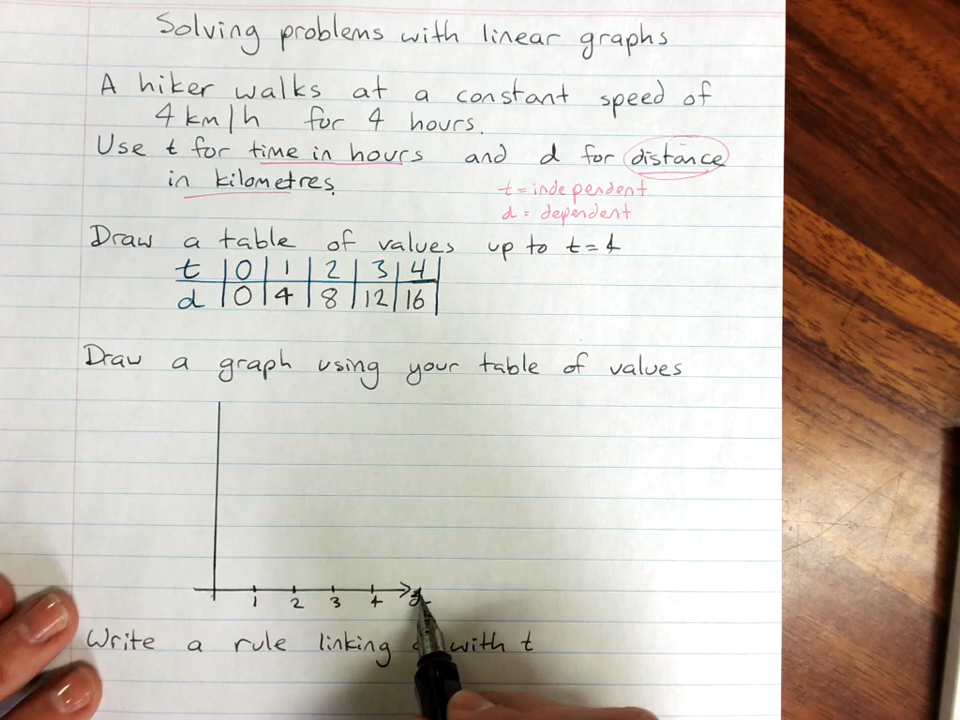 Solving problems with linear graphs
A hiker walks at a constant speed of
4 km/h for 4 hours.
Use t for time in hours and d for distance
in kilometres.
t = independent
d = dependent
Draw a table of values up to t = 4
t | 0 | 1 | 2 | 3 | 4 |
d | 0 | 4 | 8 | 12 | 16 |
Draw a graph using your table of values
1 2 3 4
Write a rule linking with t